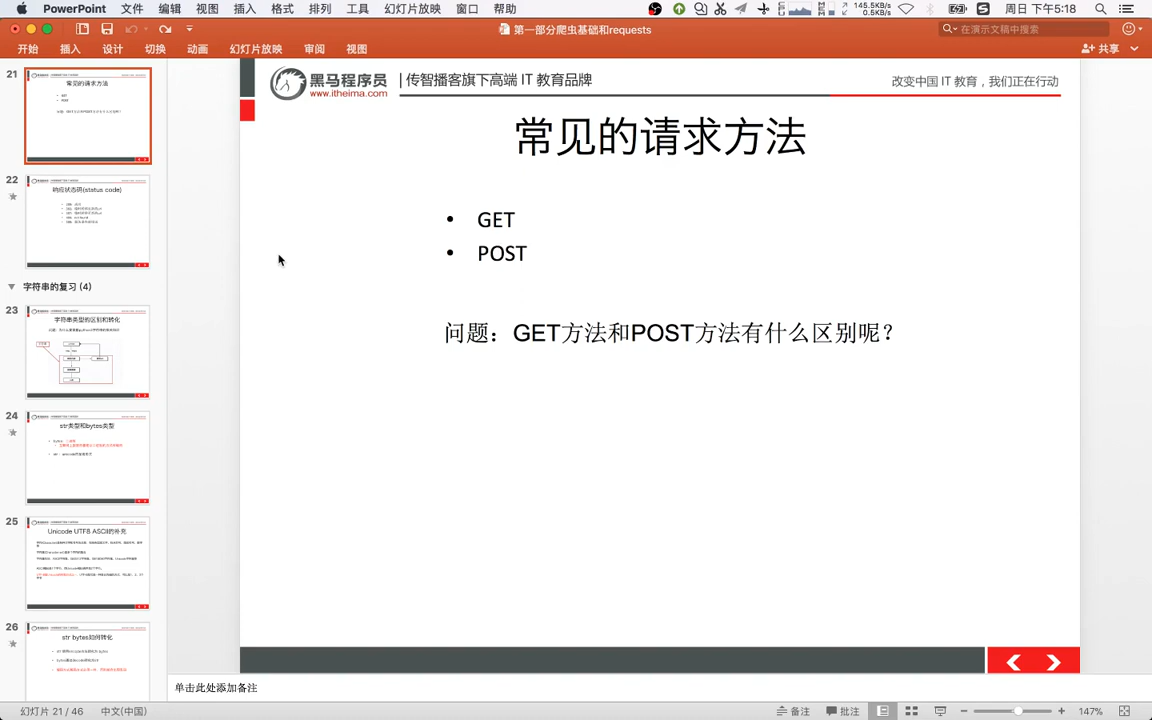 PowerPoint 文件 编辑 视图 插入 格式 排列 工具 幻灯片放映 窗口 帮助 145.5KB/s 0.5KB/s 周日 下午5:18
第一部分爬虫基础和requests 在演示文稿中搜索
开始 插入 设计 切换 动画 幻灯片放映 审阅 视图 共享
21
常见的请求方法
22
响应状态码(status code)
字符串的复习 (4)
23
字符串类型的区别和转化
24
str类型和bytes类型
25
Unicode UTF8 ASCII的补充
26
str bytes如何转化
黑马程序员
www.itheima.com
传智播客旗下高端 IT 教育品牌
改变中国 IT 教育，我们正在行动
常见的请求方法
• GET
• POST
问题：GET方法和POST方法有什么区别呢？
单击此处添加备注
幻灯片 21 / 46 中文(中国) 备注 批注 147%